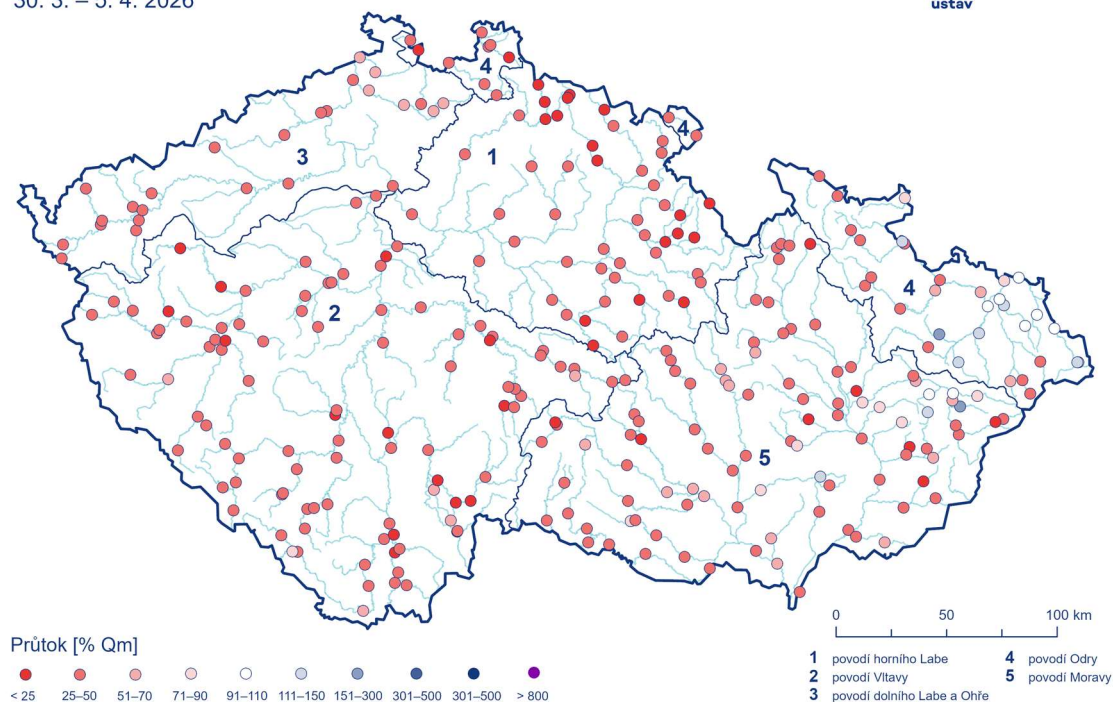 30. 3. – 5. 4. 2026
ústav
4
4
3
1
4
2
5
0 50 100 km
Průtok [% Qm]
< 25 25–50 51–70 71–90 91–110 111–150 151–300 301–500 301–500 > 800
1 povodí horního Labe
2 povodí Vltavy
3 povodí dolního Labe a Ohře
4 povodí Odry
5 povodí Moravy